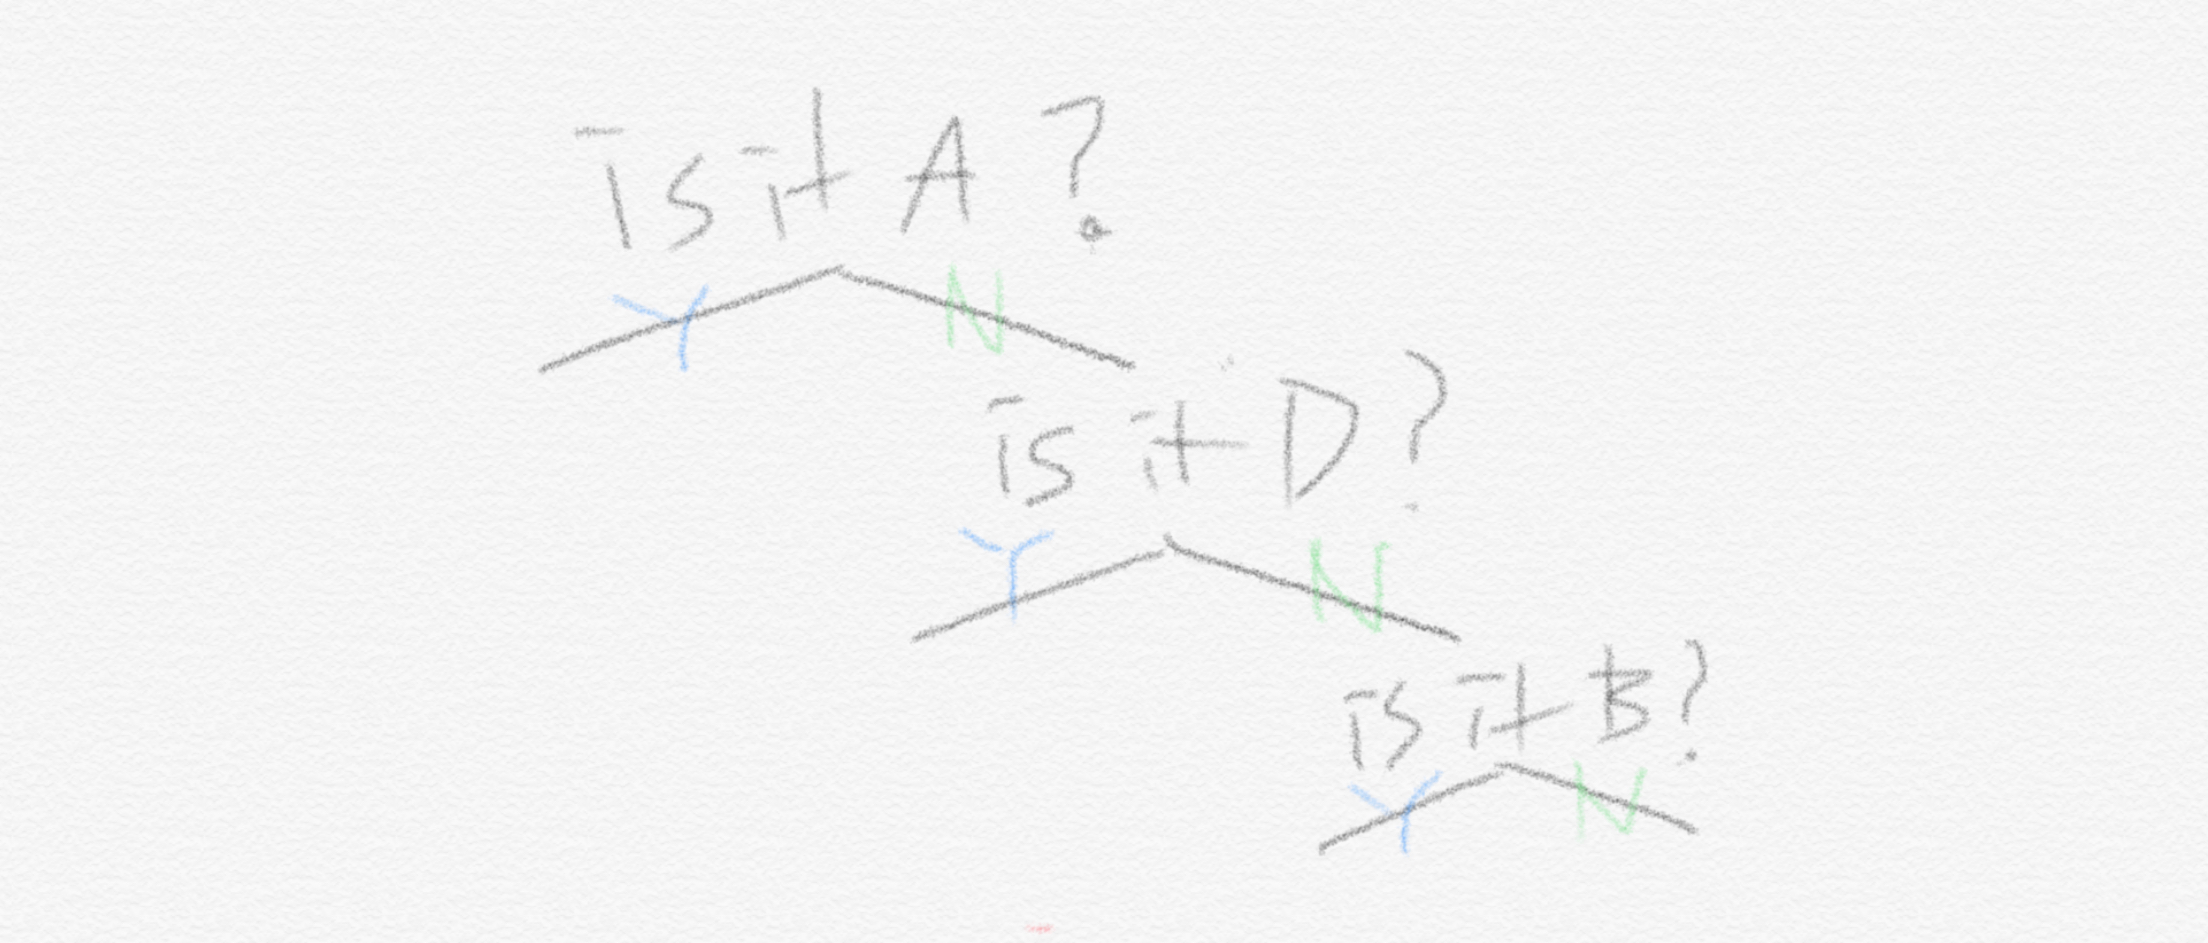 is it A?
Y N
is it D?
Y N
is it B?
Y N